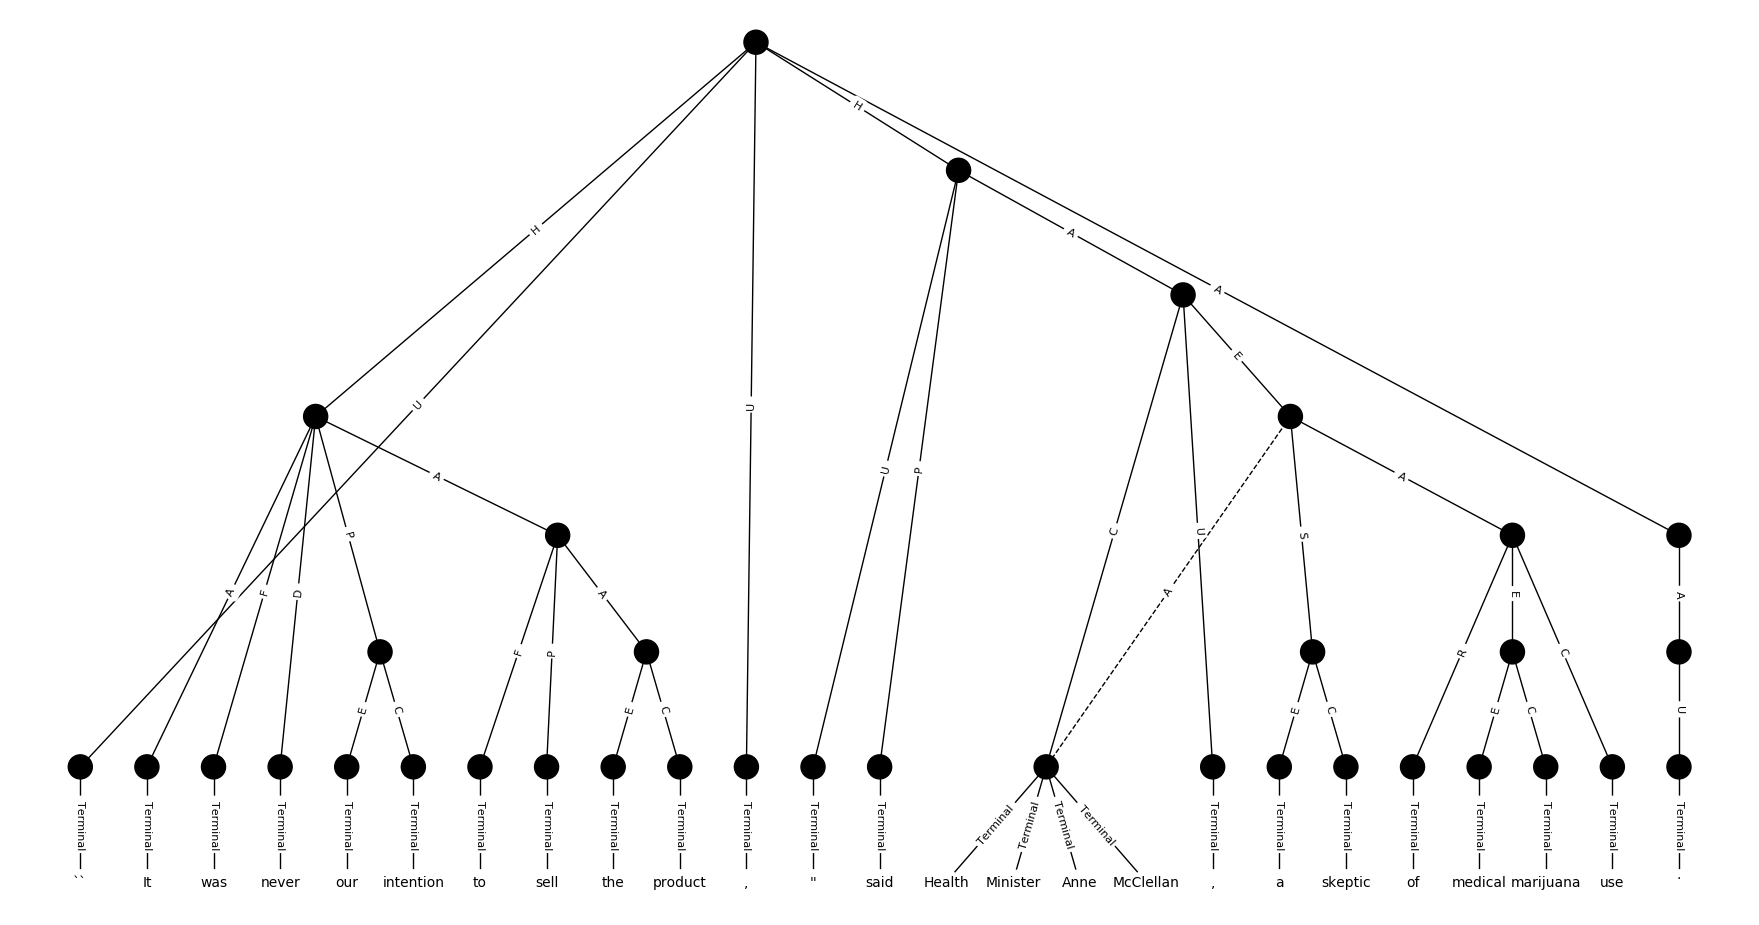 H
H
A
A
E
U
U
A
A
U
P
P
C
U
S
A
F
D
A
A
E
A
F
P
R
C
E
C
E
C
E
C
E
C
U
Terminal Terminal Terminal Terminal Terminal Terminal Terminal Terminal Terminal Terminal Terminal Terminal Terminal Terminal Terminal Terminal Terminal Terminal Terminal Terminal Terminal Terminal Terminal Terminal Terminal
`` It was never our intention to sell the product , " said Health Minister Anne McClellan , a skeptic of medical marijuana use .